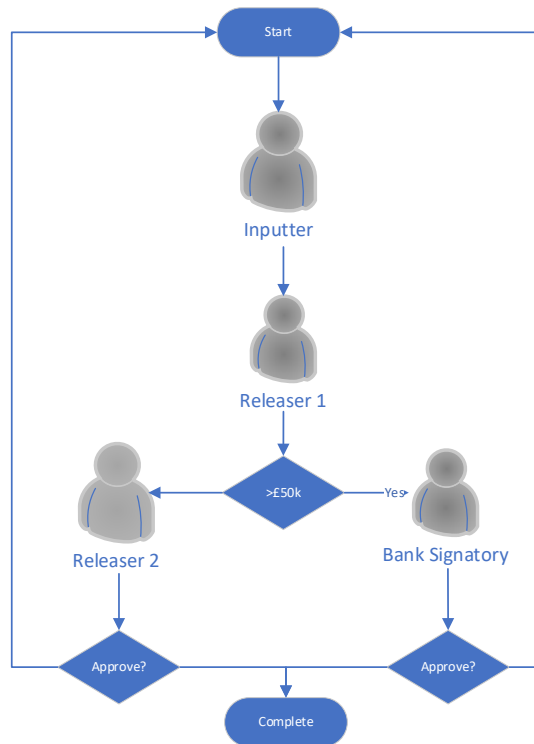 Start
Inputter
Releaser 1
>£50k
Yes
Releaser 2
Bank Signatory
Approve?
Approve?
Complete